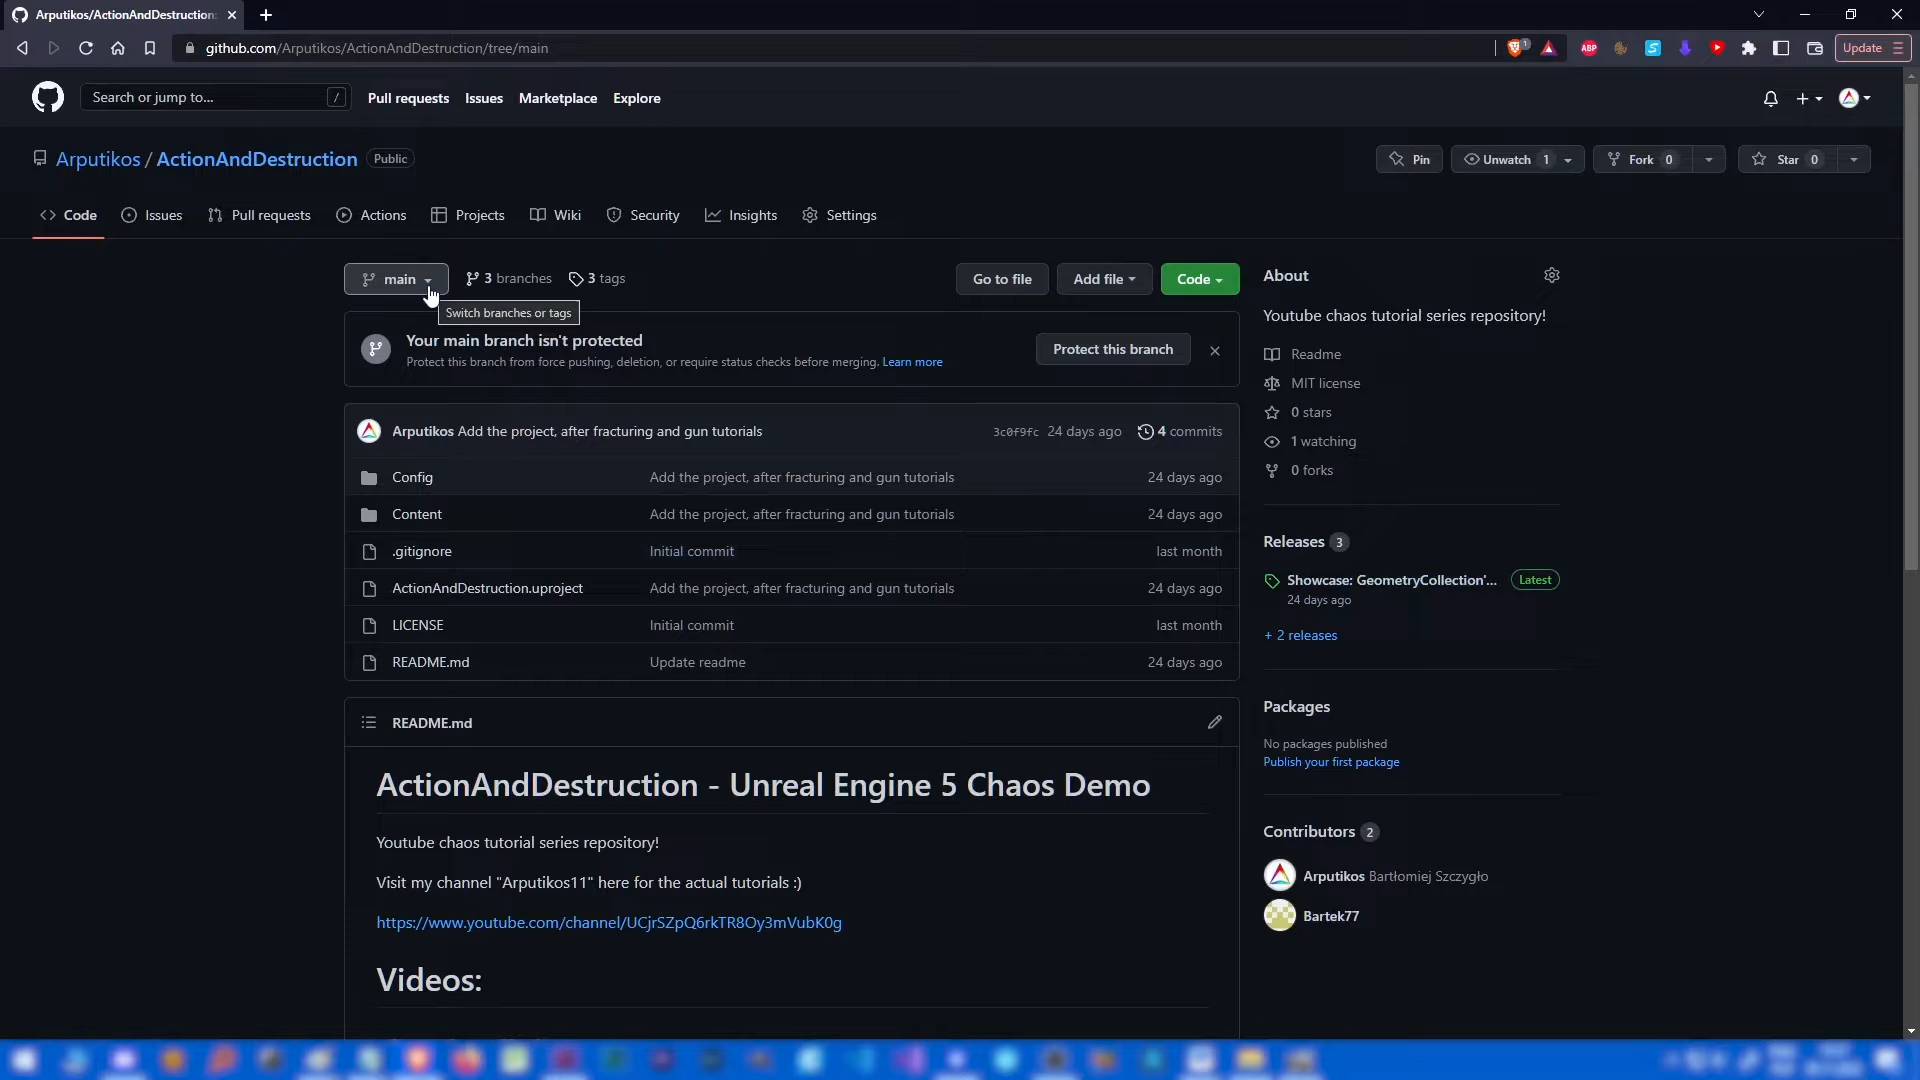 Arputikos/ActionAndDestruction:
github.com/Arputikos/ActionAndDestruction/tree/main
1
ABP
Update
Search or jump to...
/
Pull requests
Issues
Marketplace
Explore
Arputikos / ActionAndDestruction
Public
Pin
Unwatch 1
Fork 0
Star 0
Code
Issues
Pull requests
Actions
Projects
Wiki
Security
Insights
Settings
main
3 branches
3 tags
Go to file
Add file
Code
Switch branches or tags
Your main branch isn't protected
Protect this branch from force pushing, deletion, or require status checks before merging. Learn more
Protect this branch
Arputikos Add the project, after fracturing and gun tutorials 3c0f9fc 24 days ago 4 commits
Config Add the project, after fracturing and gun tutorials 24 days ago
Content Add the project, after fracturing and gun tutorials 24 days ago
.gitignore Initial commit last month
ActionAndDestruction.uproject Add the project, after fracturing and gun tutorials 24 days ago
LICENSE Initial commit last month
README.md Update readme 24 days ago
README.md
ActionAndDestruction - Unreal Engine 5 Chaos Demo
Youtube chaos tutorial series repository!
Visit my channel "Arputikos11" here for the actual tutorials :)
https://www.youtube.com/channel/UCjrSZpQ6rkTR8Oy3mVubK0g
Videos:
About
Youtube chaos tutorial series repository!
Readme
MIT license
0 stars
1 watching
0 forks
Releases 3
Showcase: GeometryCollection'... Latest
24 days ago
+ 2 releases
Packages
No packages published
Publish your first package
Contributors 2
Arputikos Bartłomiej Szczygło
Bartek77